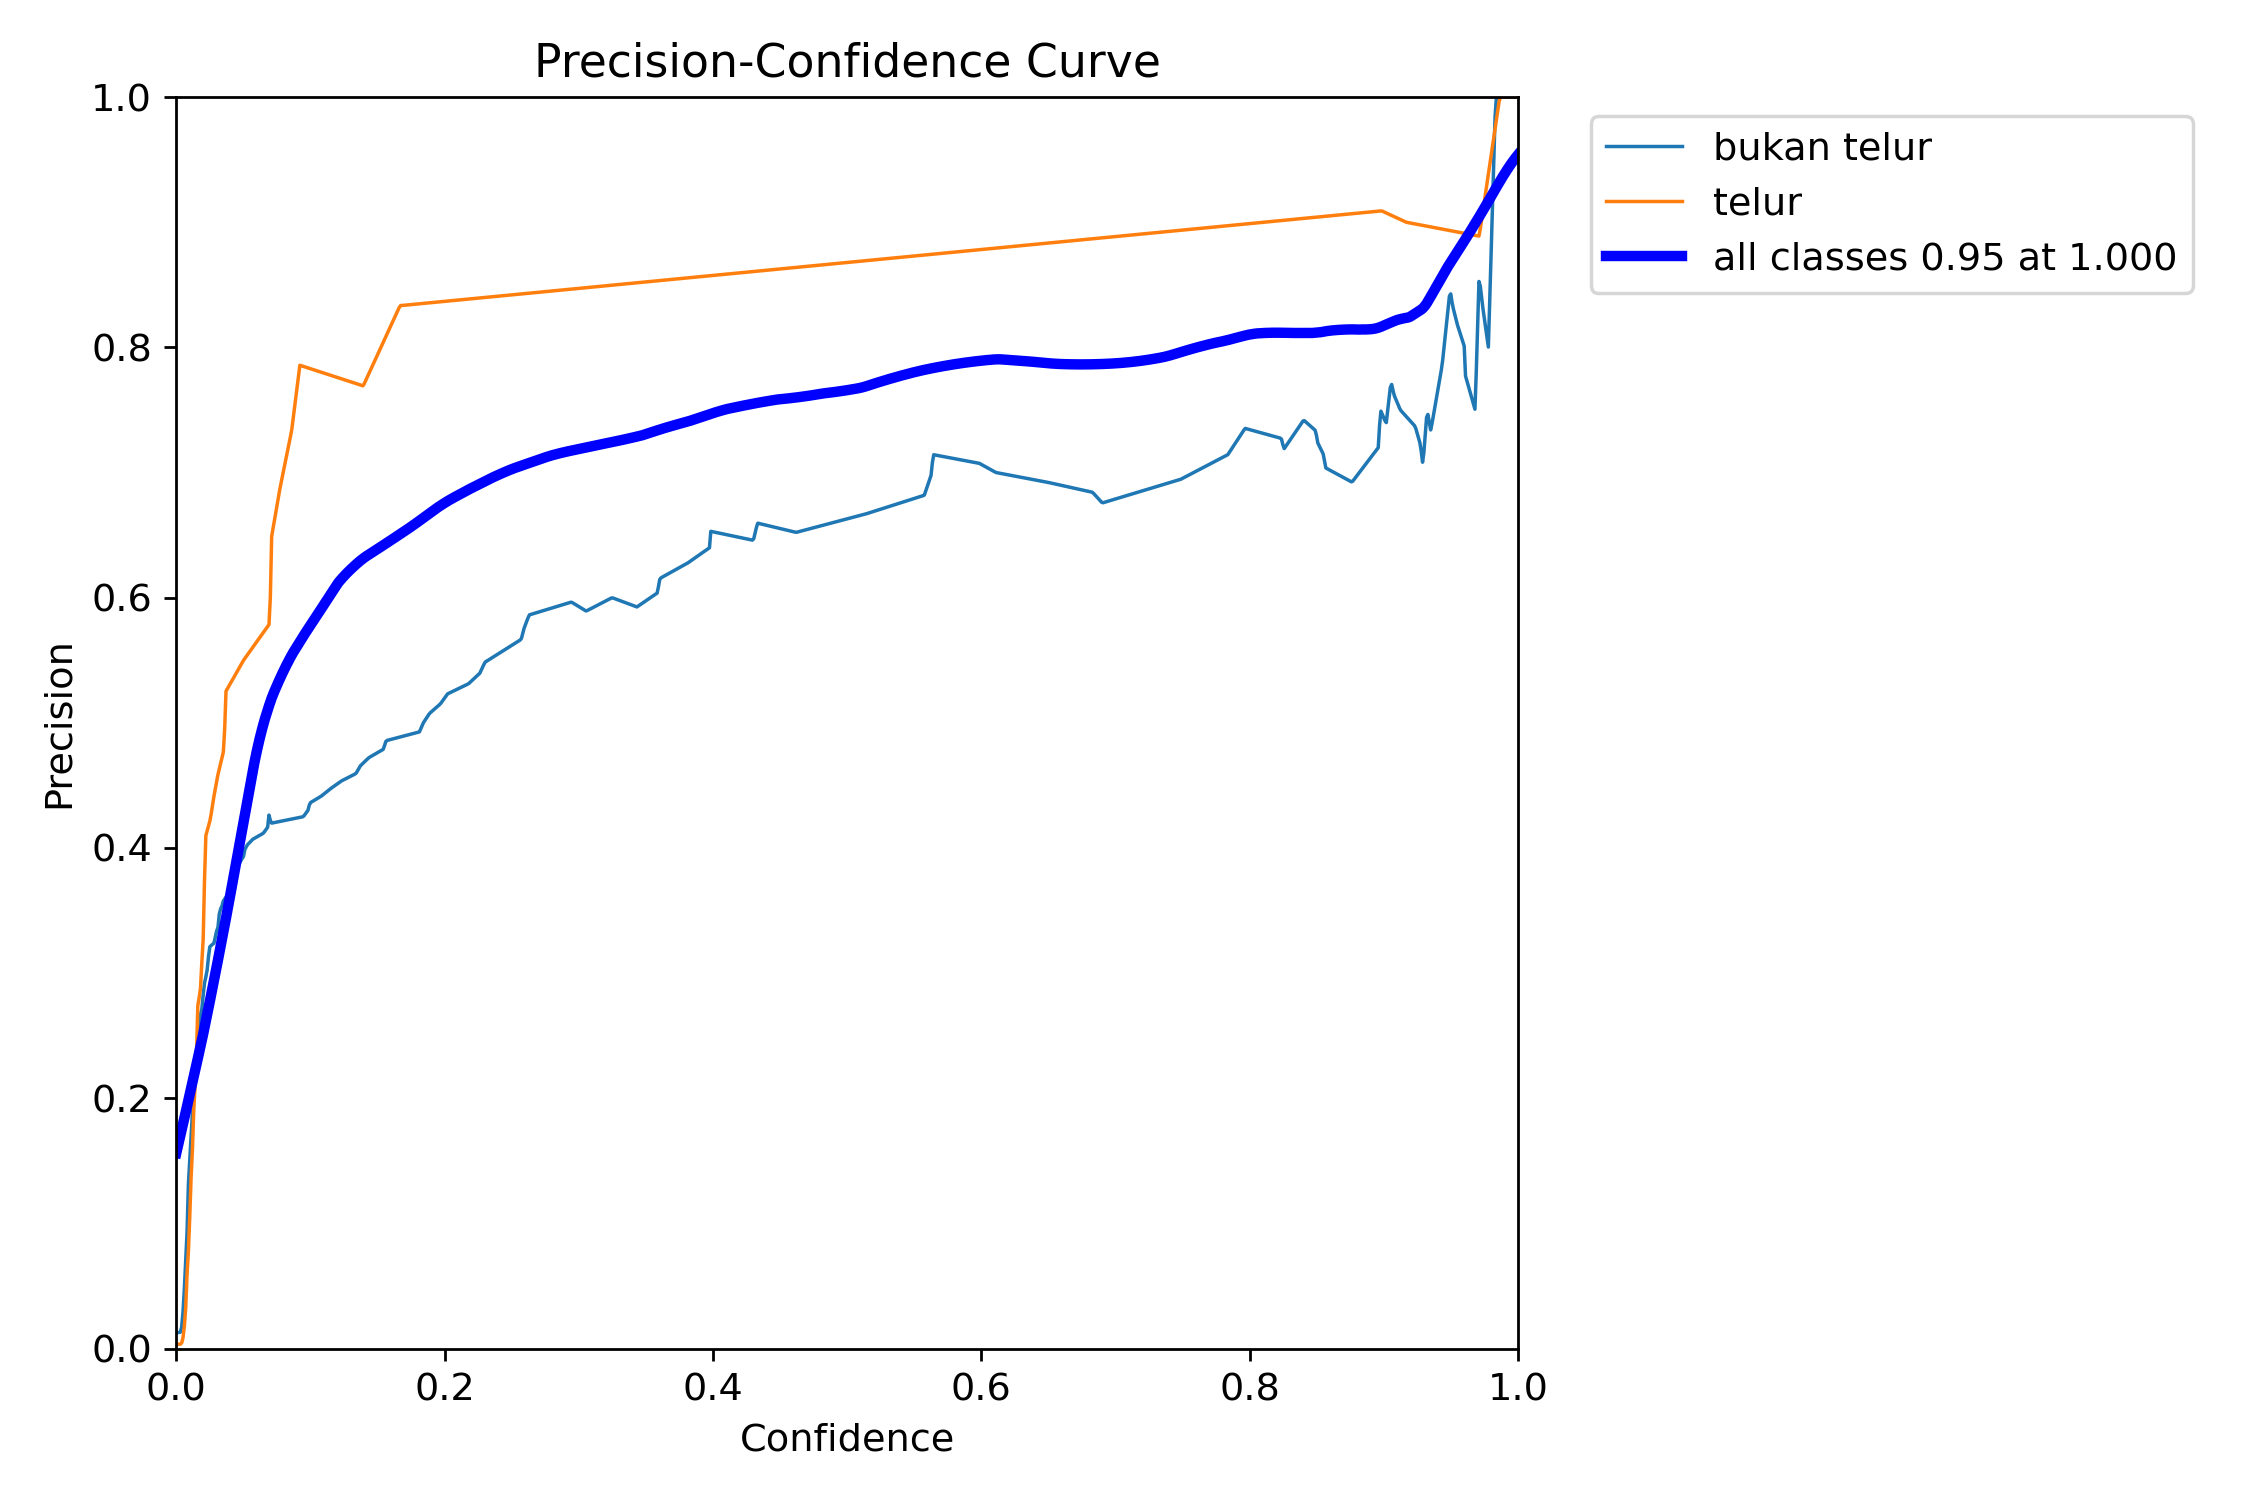 Precision-Confidence Curve
1.0
0.8
0.6
0.4
0.2
0.0
Precision
0.0 0.2 0.4 0.6 0.8 1.0
Confidence
bukan telur
telur
all classes 0.95 at 1.000